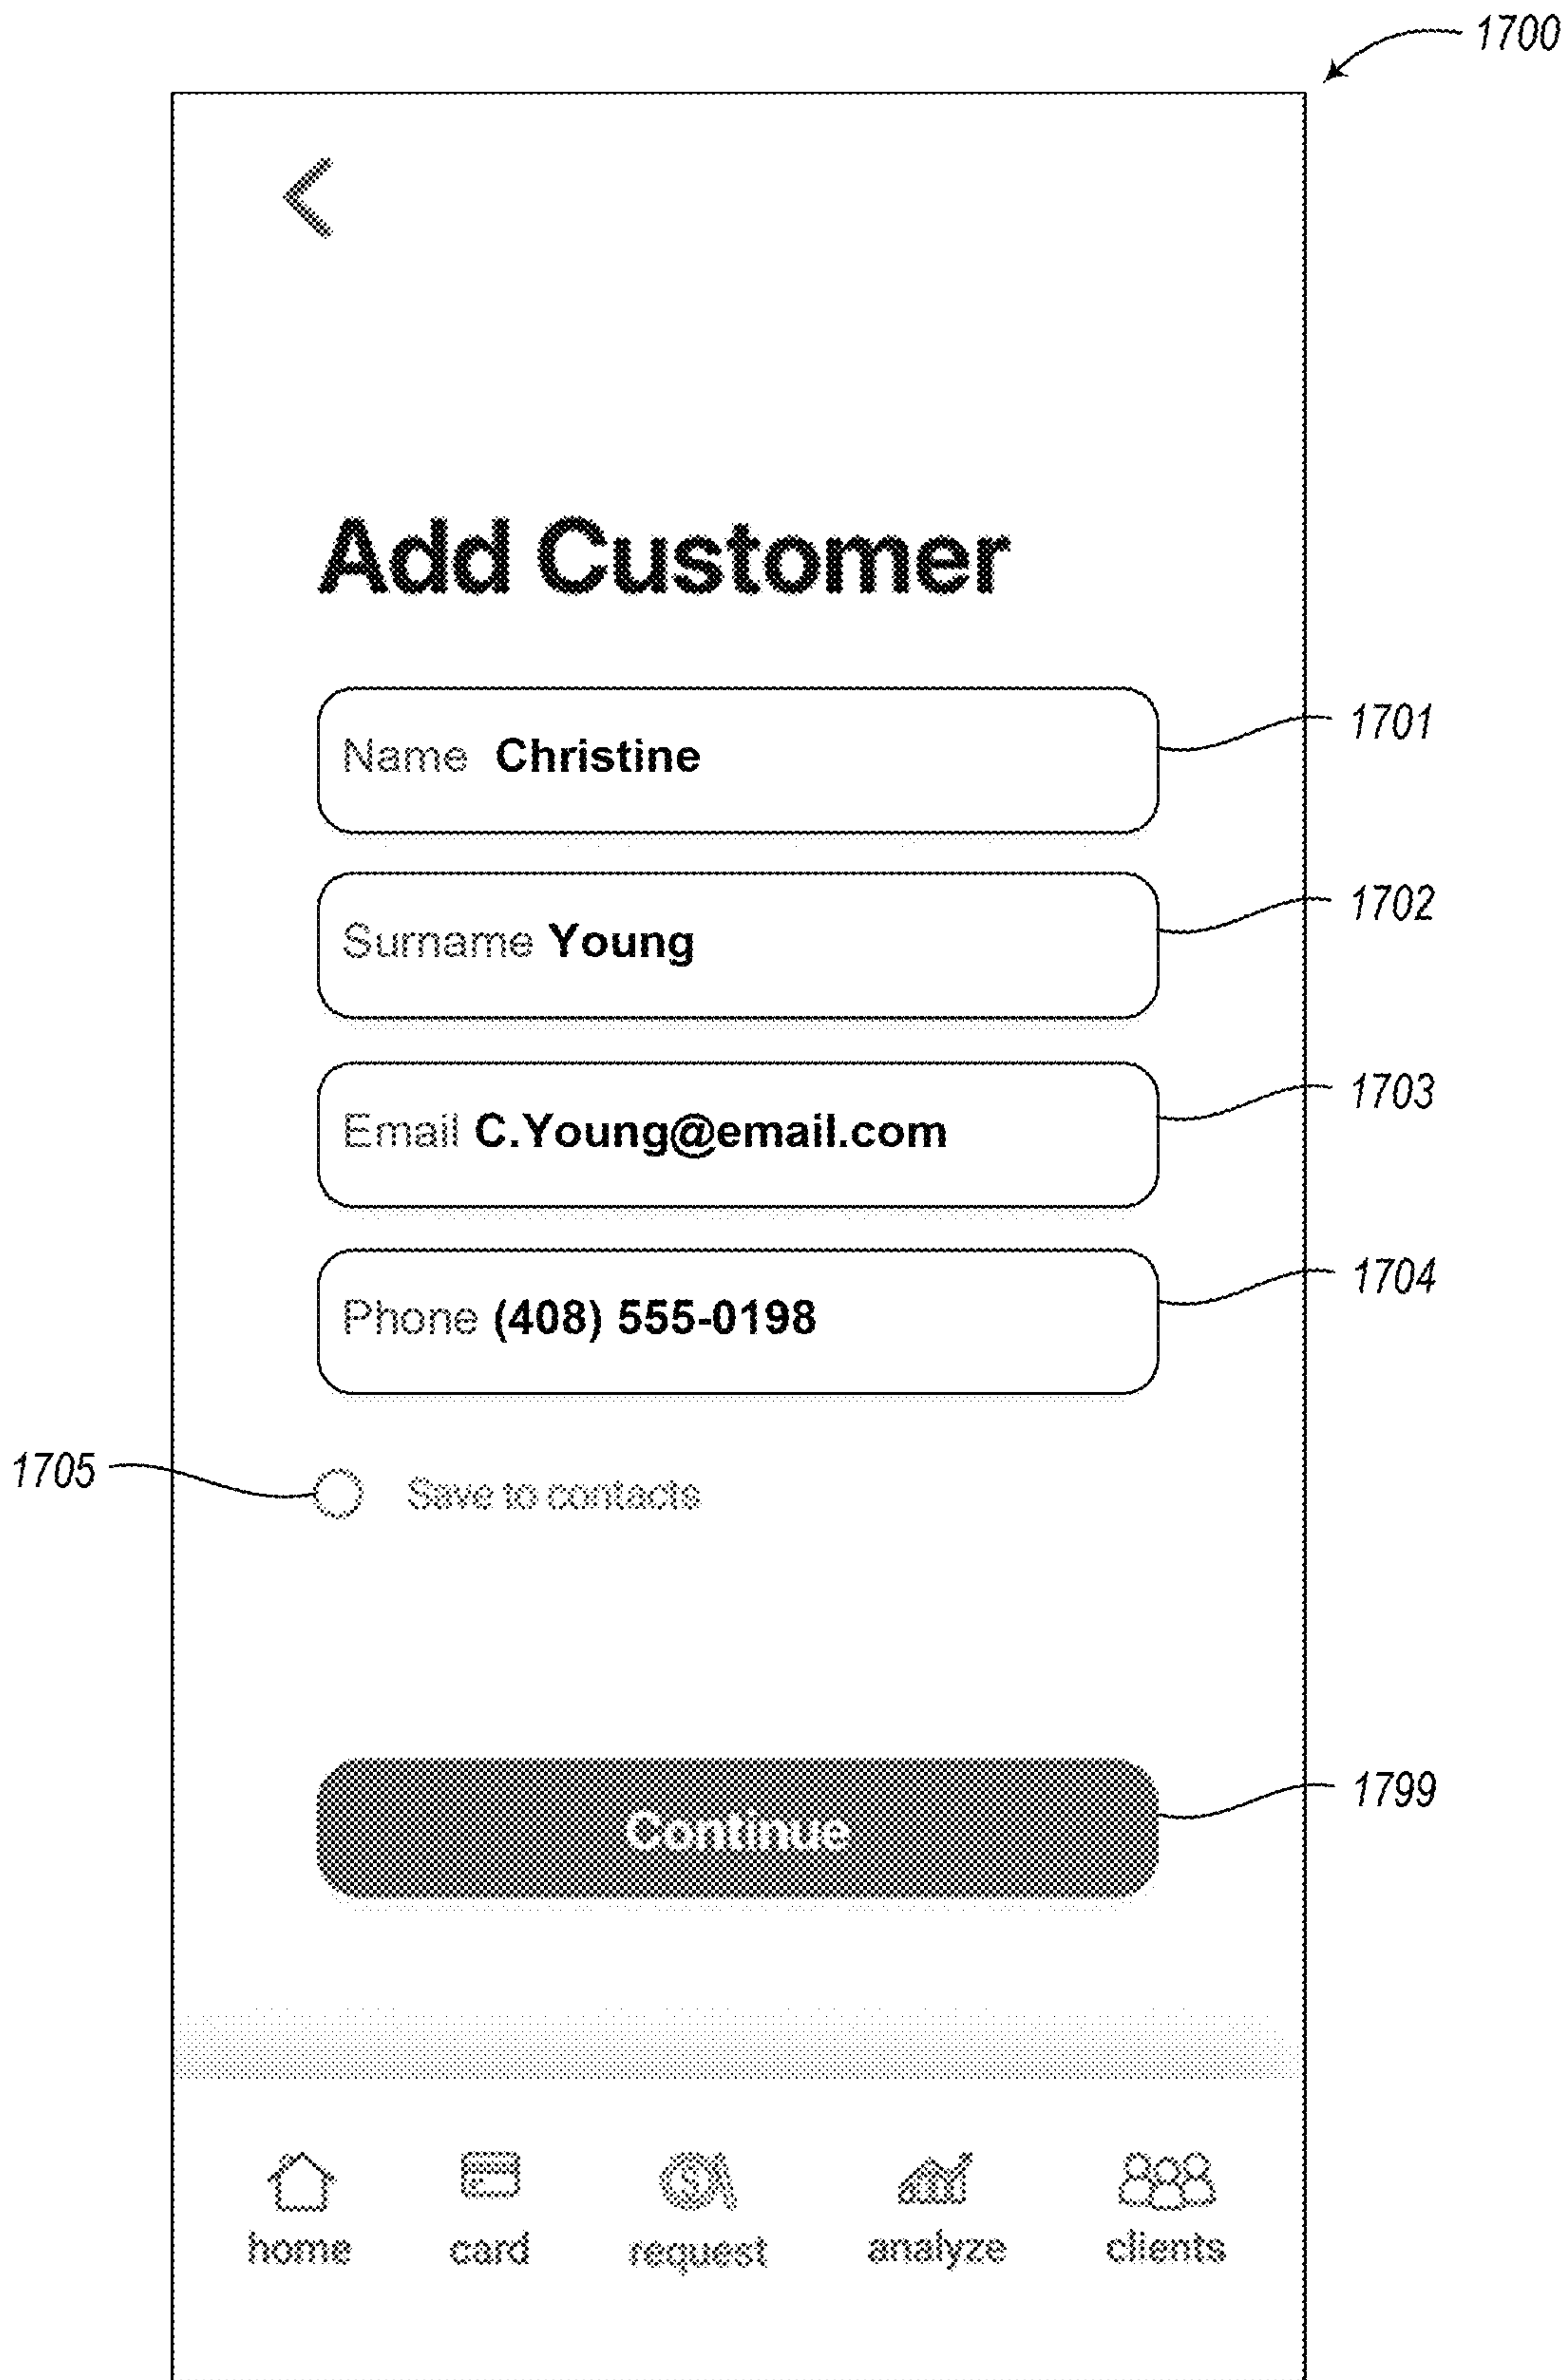 1700
Add Customer
Name Christine
1701
Surname Young
1702
Email C.Young@email.com
1703
Phone (408) 555-0198
1704
1705
Save to contacts
Continue
1799
home card request analyze clients